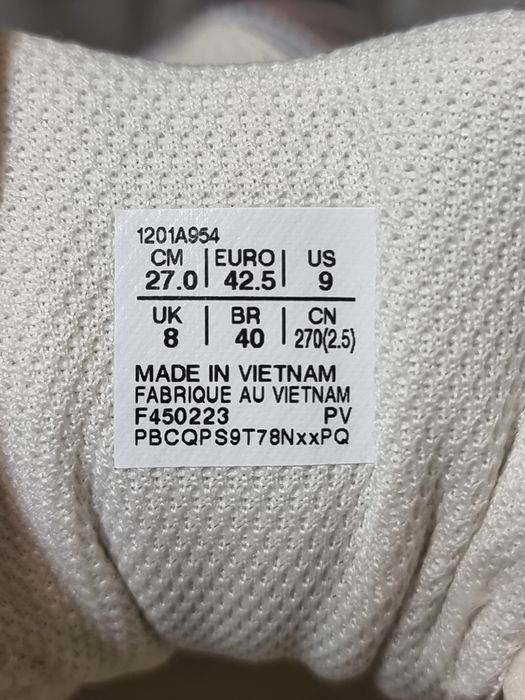 1201A954
CM | EURO | US
27.0 | 42.5 | 9
UK | BR | CN
8 | 40 | 270(2.5)
MADE IN VIETNAM
FABRIQUE AU VIETNAM
F450223 PV
PBCQPS9T78NxxPQ